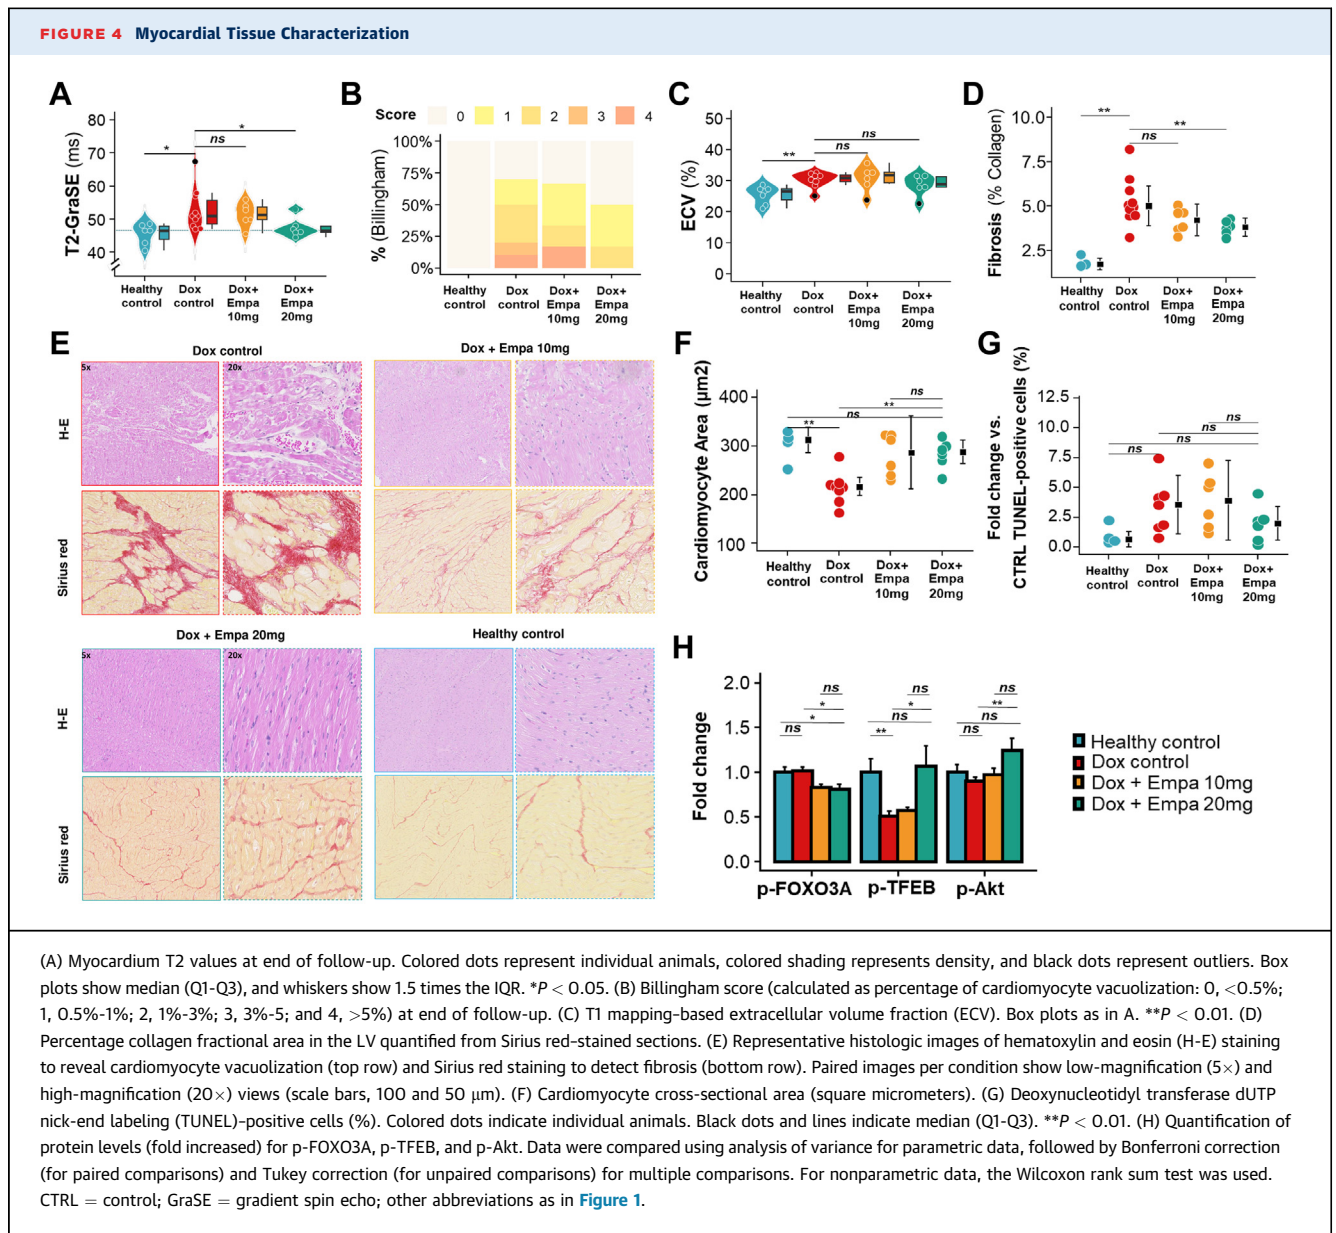 FIGURE 4 Myocardial Tissue Characterization
A
T2-GraSE (ms)
80
70
60
50
40
*
ns
*
Healthy control
Dox control
Dox+ Empa 10mg
Dox+ Empa 20mg
B
Score 0 1 2 3 4
% (Billingham)
100%
75%
50%
25%
0%
Healthy control
Dox control
Dox+ Empa 10mg
Dox+ Empa 20mg
C
ECV (%)
50
40
30
20
10
0
**
ns
ns
Healthy control
Dox control
Dox+ Empa 10mg
Dox+ Empa 20mg
D
Fibrosis (% Collagen)
10.0
7.5
5.0
2.5
**
**
ns
Healthy control
Dox control
Dox+ Empa 10mg
Dox+ Empa 20mg
E
Dox control
Dox + Empa 10mg
5x
20x
H-E
Sirius red
Dox + Empa 20mg
Healthy control
5x
20x
H-E
Sirius red
F
Cardiomyocyte Area (µm2)
400
300
200
100
ns
**
ns
**
Healthy control
Dox control
Dox+ Empa 10mg
Dox+ Empa 20mg
G
Fold change vs.
CTRL TUNEL-positive cells (%)
12.5
10.0
7.5
5.0
2.5
0.0
ns
ns
ns
ns
Healthy control
Dox control
Dox+ Empa 10mg
Dox+ Empa 20mg
H
Fold change
2.0
1.5
1.0
0.5
0.0
ns
*
*
ns
ns
*
ns
**
ns
**
ns
ns
p-FOXO3A p-TFEB p-Akt
Healthy control
Dox control
Dox + Empa 10mg
Dox + Empa 20mg
(A) Myocardium T2 values at end of follow-up. Colored dots represent individual animals, colored shading represents density, and black dots represent outliers. Box
plots show median (Q1-Q3), and whiskers show 1.5 times the IQR. *P < 0.05. (B) Billingham score (calculated as percentage of cardiomyocyte vacuolization: 0, <0.5%;
1, 0.5%-1%; 2, 1%-3%; 3, 3%-5; and 4, >5%) at end of follow-up. (C) T1 mapping–based extracellular volume fraction (ECV). Box plots as in A. **P < 0.01. (D)
Percentage collagen fractional area in the LV quantified from Sirius red–stained sections. (E) Representative histologic images of hematoxylin and eosin (H-E) staining
to reveal cardiomyocyte vacuolization (top row) and Sirius red staining to detect fibrosis (bottom row). Paired images per condition show low-magnification (5×) and
high-magnification (20×) views (scale bars, 100 and 50 μm). (F) Cardiomyocyte cross-sectional area (square micrometers). (G) Deoxynucleotidyl transferase dUTP
nick-end labeling (TUNEL)–positive cells (%). Colored dots indicate individual animals. Black dots and lines indicate median (Q1-Q3). **P < 0.01. (H) Quantification of
protein levels (fold increased) for p-FOXO3A, p-TFEB, and p-Akt. Data were compared using analysis of variance for parametric data, followed by Bonferroni correction
(for paired comparisons) and Tukey correction (for unpaired comparisons) for multiple comparisons. For nonparametric data, the Wilcoxon rank sum test was used.
CTRL = control; GraSE = gradient spin echo; other abbreviations as in Figure 1.